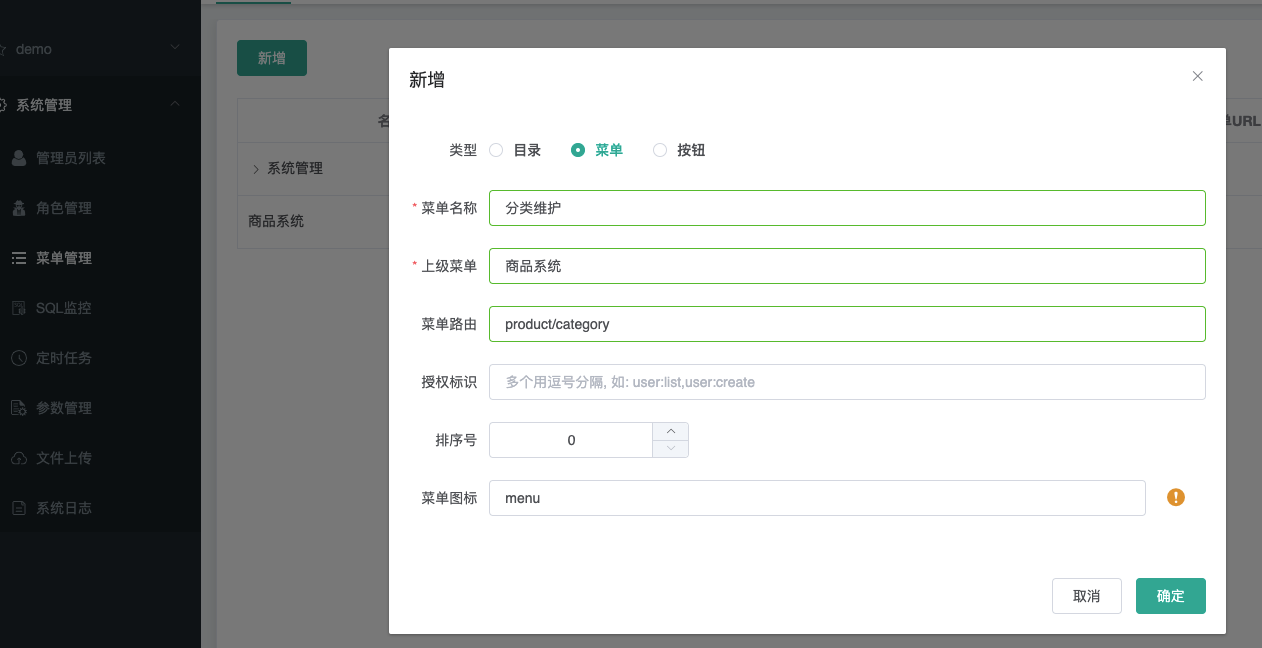 demo
系统管理
管理员列表
角色管理
菜单管理
SQL监控
定时任务
参数管理
文件上传
系统日志
新增
系统管理
商品系统
新增
类型 目录 菜单 按钮
* 菜单名称 分类维护
* 上级菜单 商品系统
菜单路由 product/category
授权标识 多个用逗号分隔, 如: user:list,user:create
排序号 0
菜单图标 menu
取消 确定